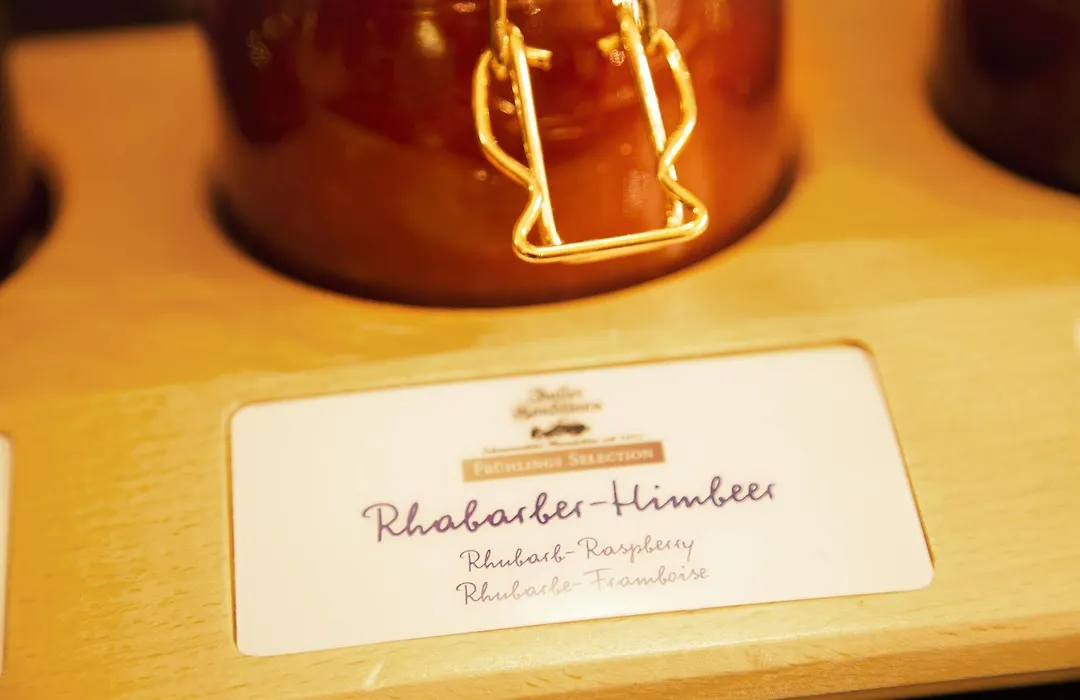 FRÜHLINGS SELECTION
Rhabarber-Himbeer
Rhubarb-Raspberry
Rhubarbe-Framboise